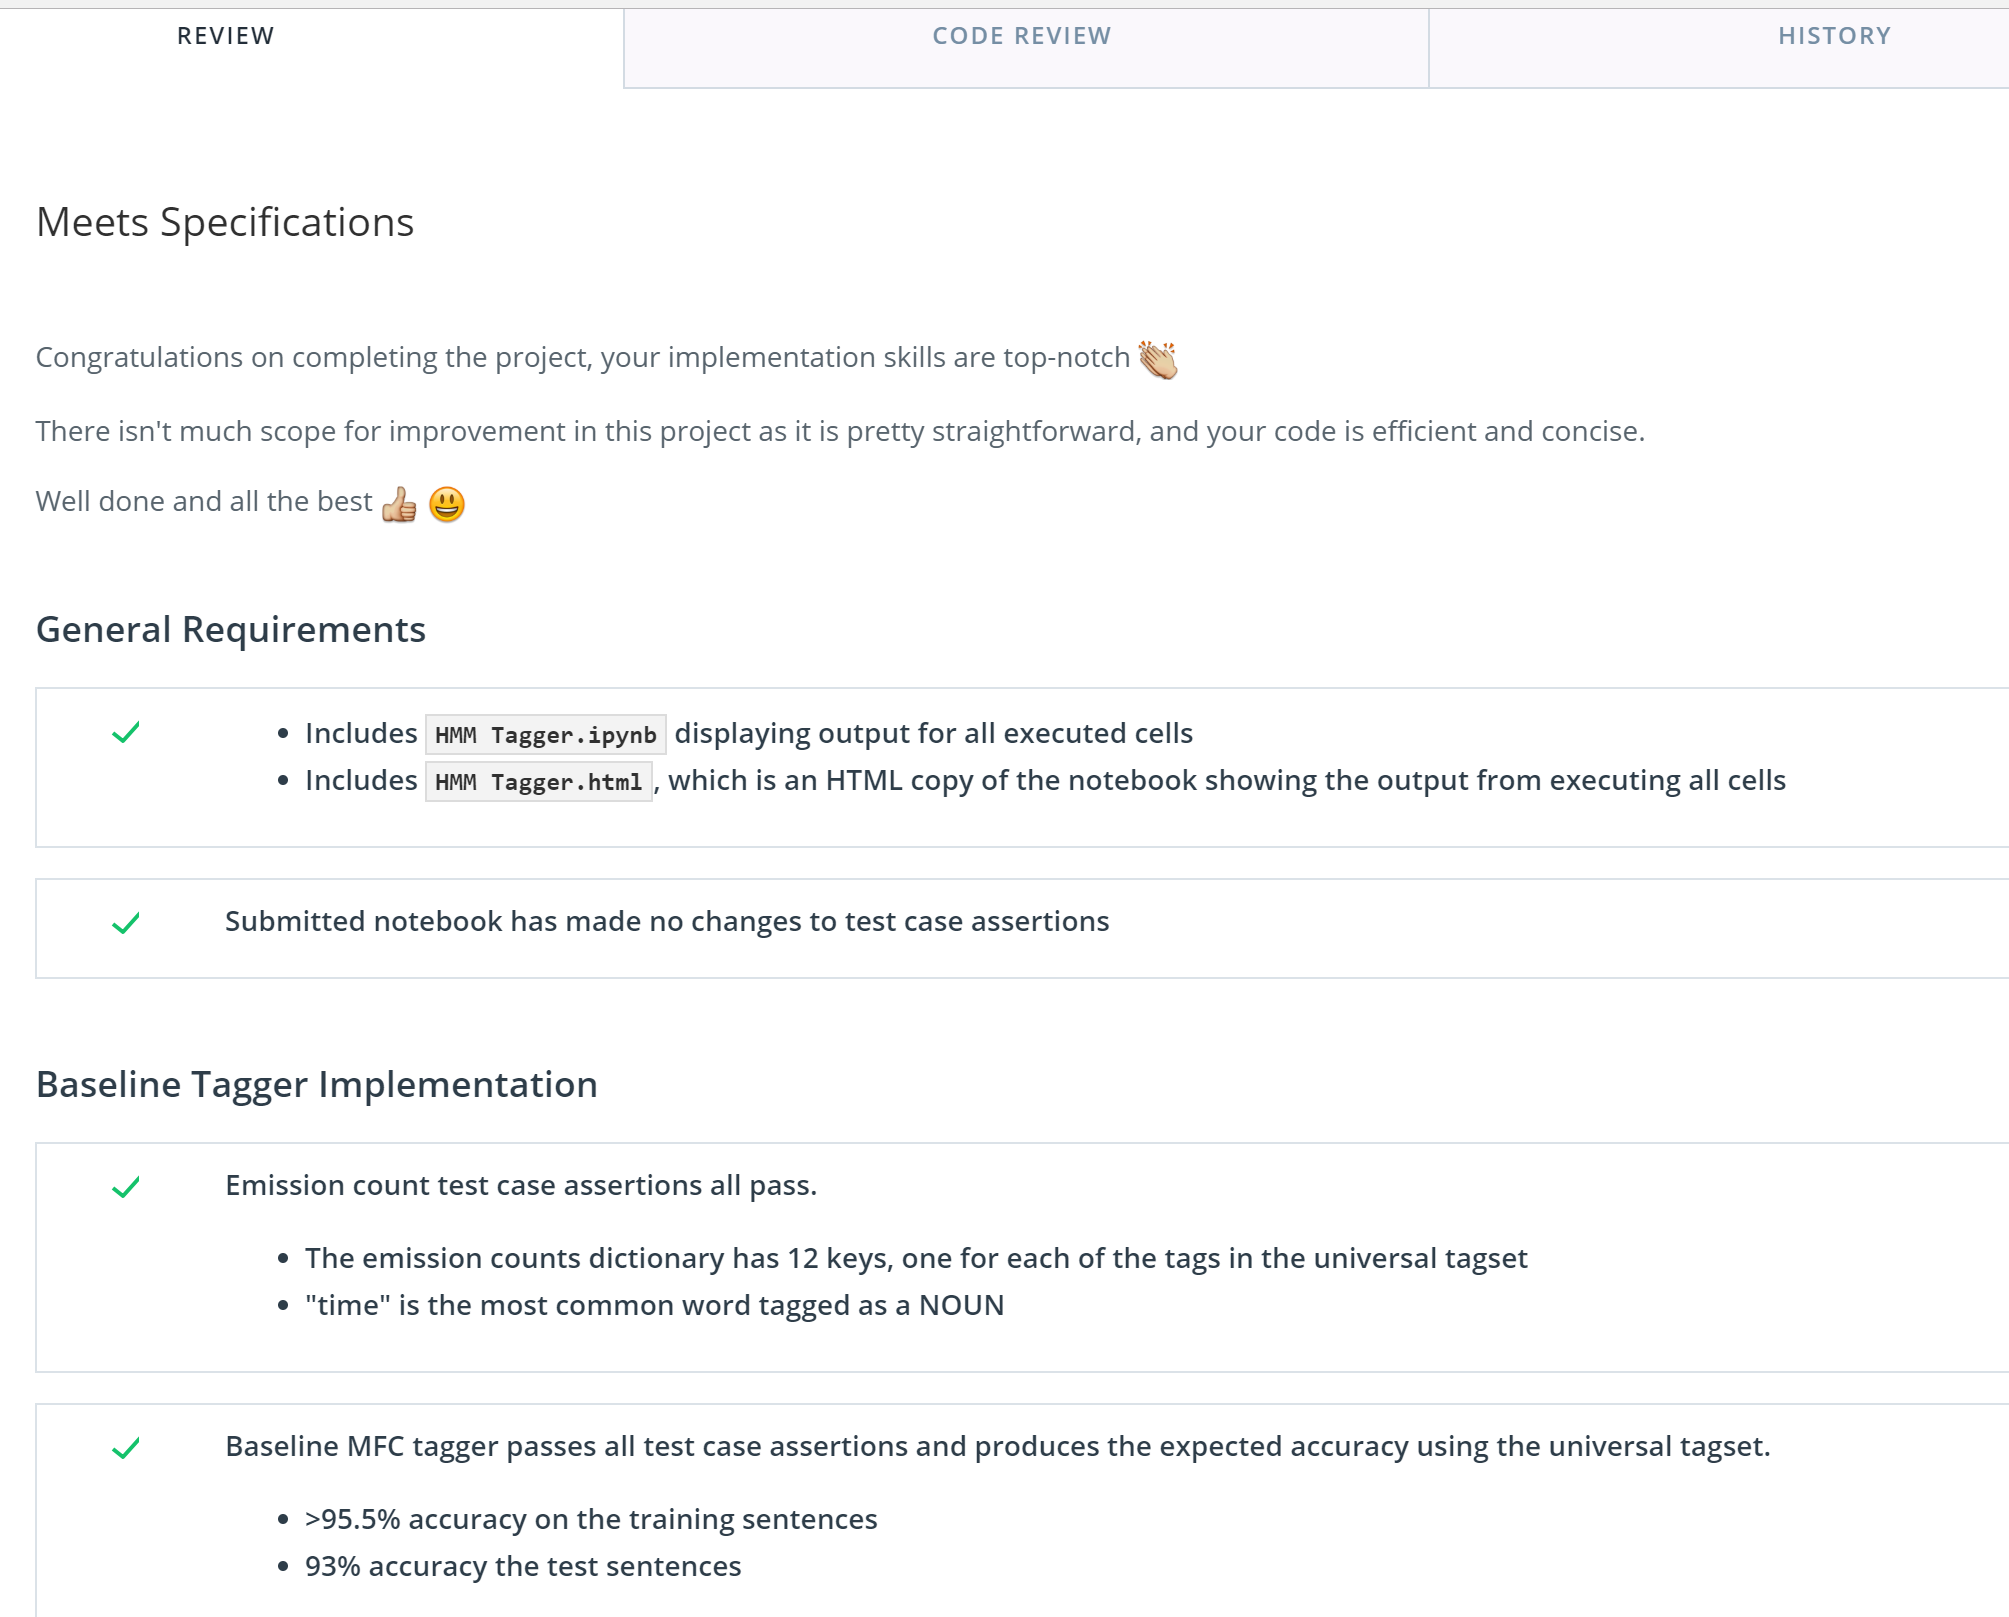 REVIEW
CODE REVIEW
HISTORY
Meets Specifications
Congratulations on completing the project, your implementation skills are top-notch 👏
There isn't much scope for improvement in this project as it is pretty straightforward, and your code is efficient and concise.
Well done and all the best 👍 😃
General Requirements
• Includes HMM Tagger.ipynb displaying output for all executed cells
• Includes HMM Tagger.html, which is an HTML copy of the notebook showing the output from executing all cells
Submitted notebook has made no changes to test case assertions
Baseline Tagger Implementation
Emission count test case assertions all pass.
• The emission counts dictionary has 12 keys, one for each of the tags in the universal tagset
• "time" is the most common word tagged as a NOUN
Baseline MFC tagger passes all test case assertions and produces the expected accuracy using the universal tagset.
• >95.5% accuracy on the training sentences
• 93% accuracy the test sentences